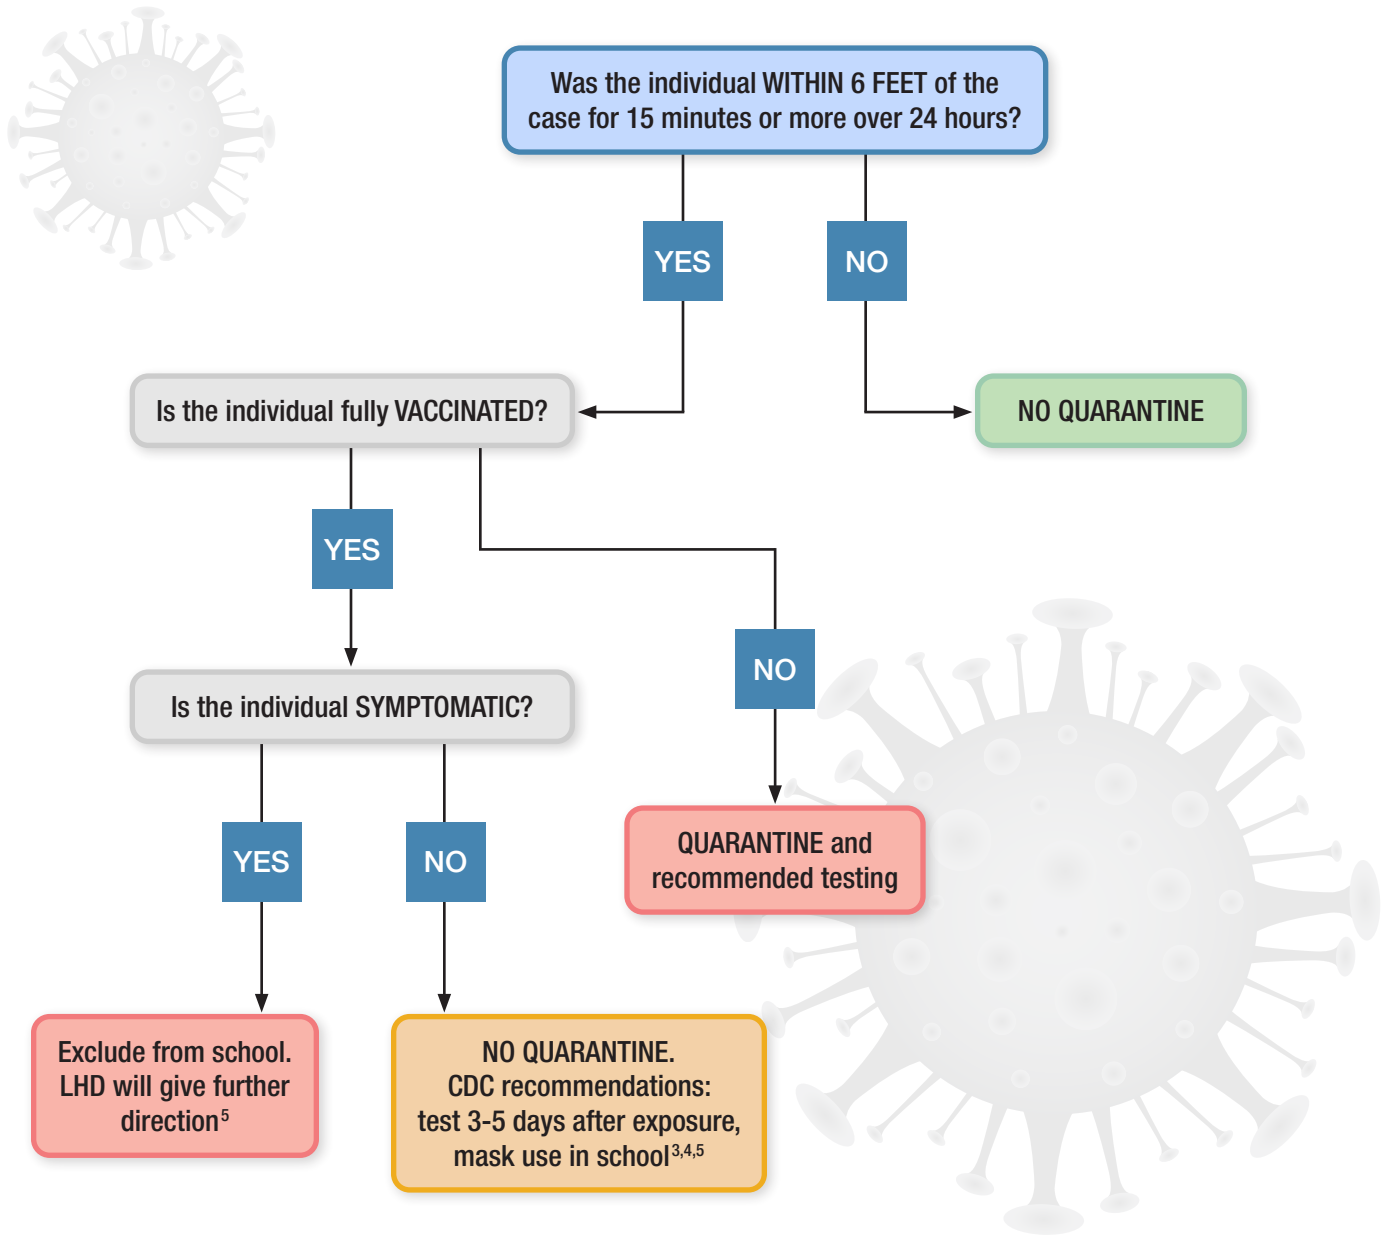 Was the individual WITHIN 6 FEET of the
case for 15 minutes or more over 24 hours?
YES
NO
Is the individual fully VACCINATED?
NO QUARANTINE
YES
NO
Is the individual SYMPTOMATIC?
YES
NO
QUARANTINE and
recommended testing
Exclude from school.
LHD will give further
direction⁵
NO QUARANTINE.
CDC recommendations:
test 3-5 days after exposure,
mask use in school³,⁴,⁵